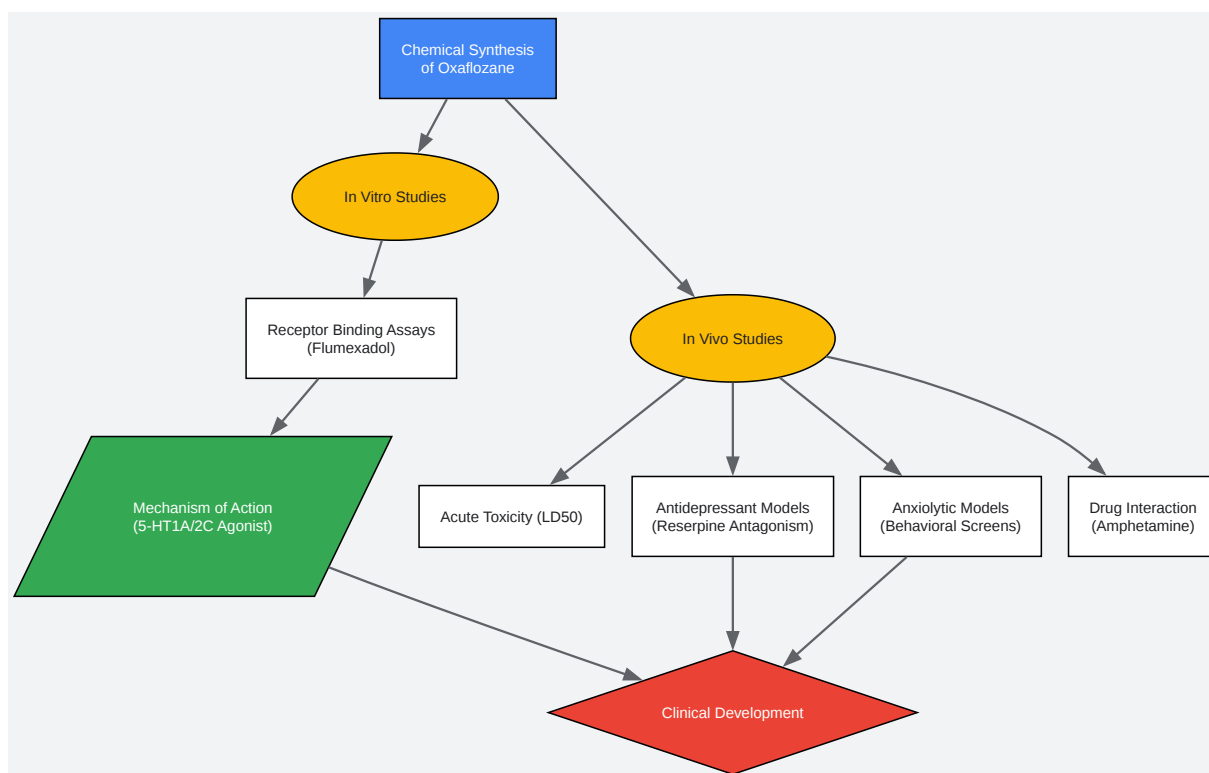 Chemical Synthesis
of Oxaflozane
In Vitro Studies
Receptor Binding Assays
(Flumexadol)
In Vivo Studies
Mechanism of Action
(5-HT1A/2C Agonist)
Acute Toxicity (LD50)
Antidepressant Models
(Reserpine Antagonism)
Anxiolytic Models
(Behavioral Screens)
Drug Interaction
(Amphetamine)
Clinical Development